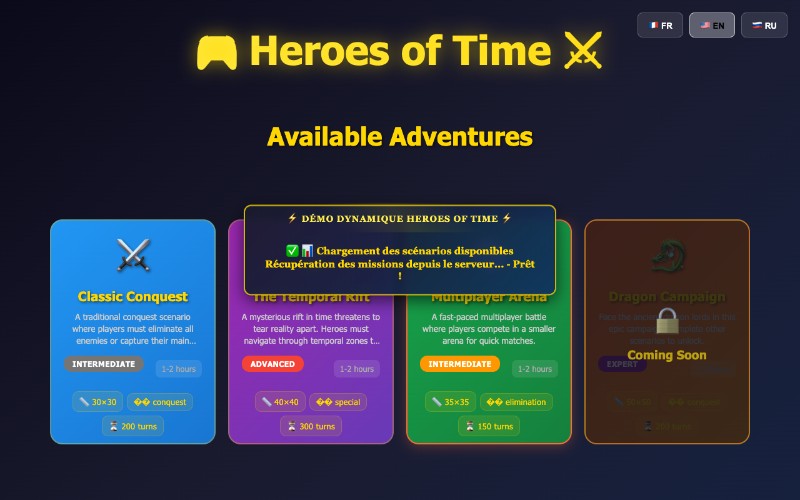 FR
EN
RU
🎮 Heroes of Time ⚔
Available Adventures
⚡ DÉMO DYNAMIQUE HEROES OF TIME ⚡
✅ 📊 Chargement des scénarios disponibles
Récupération des missions depuis le serveur... - Prêt
!
Classic Conquest
A traditional conquest scenario
where players must eliminate all
enemies or capture their main...
INTERMEDIATE
1-2 hours
📏 30×30
�� conquest
⏳ 200 turns
The Temporal Rift
A mysterious rift in time threatens to
tear reality apart. Heroes must
navigate through temporal zones t...
ADVANCED
1-2 hours
📏 40×40
�� special
⏳ 300 turns
Multiplayer Arena
A fast-paced multiplayer battle
where players compete in a smaller
arena for quick matches.
INTERMEDIATE
1-2 hours
📏 35×35
�� elimination
⏳ 150 turns
Dragon Campaign
Coming Soon
EXPERT